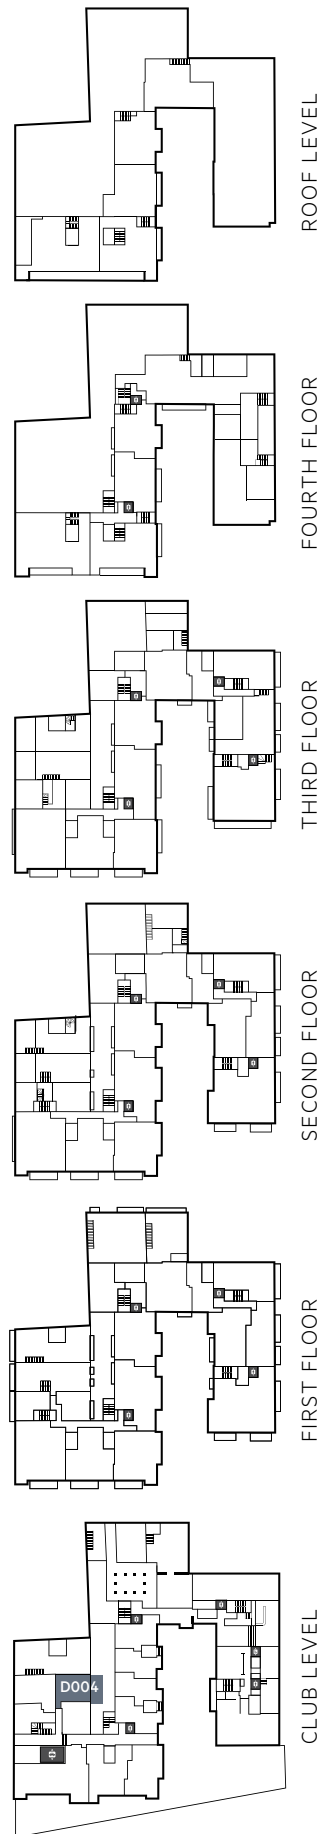 ROOF LEVEL
FOURTH FLOOR
THIRD FLOOR
SECOND FLOOR
FIRST FLOOR
D004
CLUB LEVEL